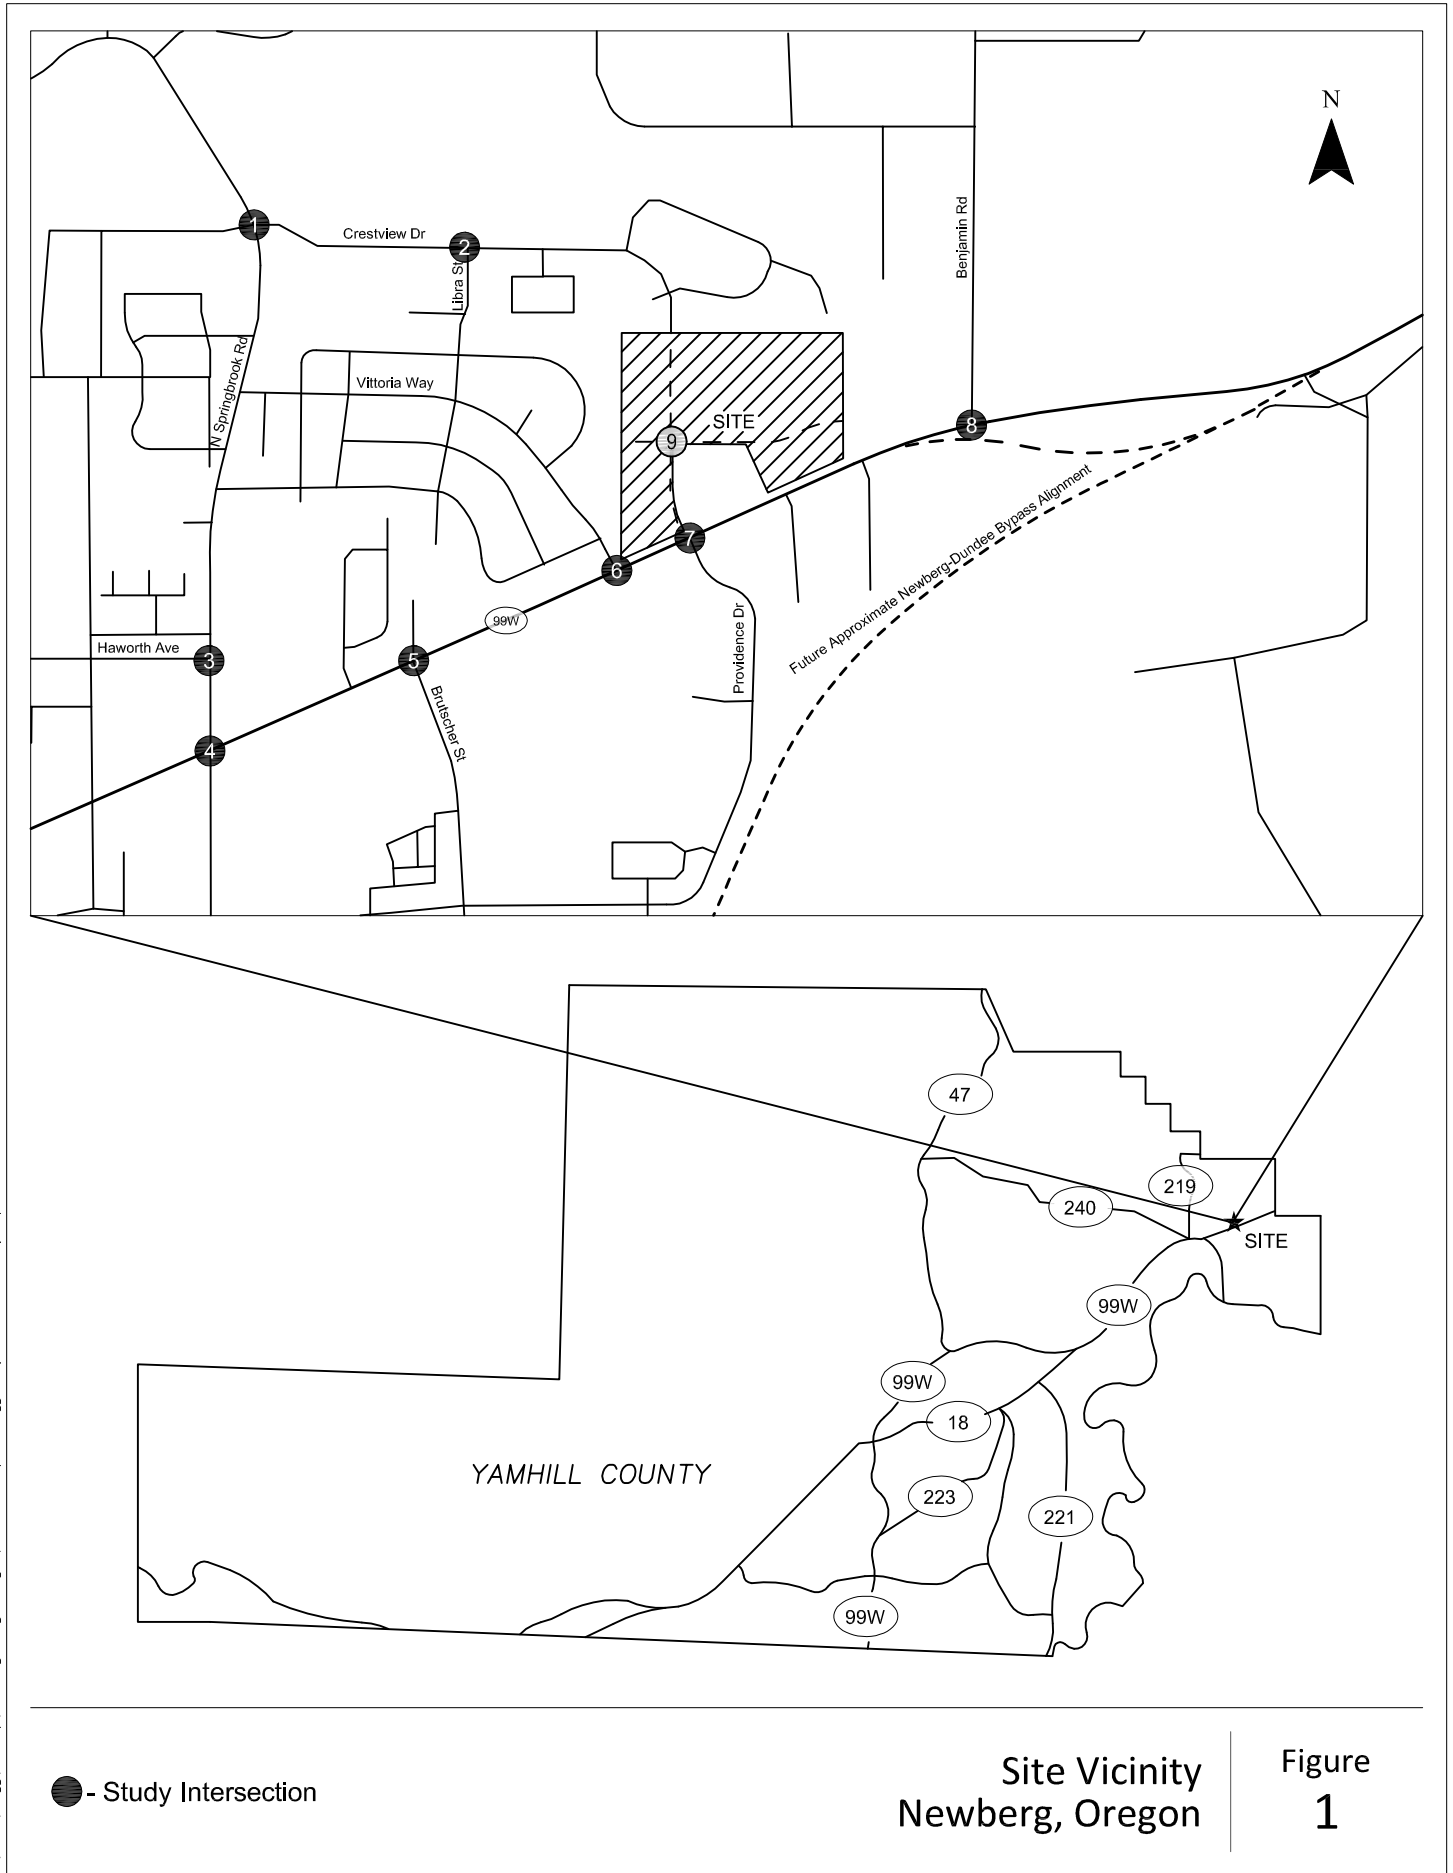 N
1
Crestview Dr
2
Libra St
Benjamin Rd
N Springbrook Rd
Vittoria Way
SITE
9
8
7
6
99W
Future Approximate Newberg-Dundee Bypass Alignment
Providence Dr
Haworth Ave
3
5
Brutscher St
4
47
219
240
SITE
99W
99W
18
YAMHILL COUNTY
223
221
99W
- Study Intersection
Site Vicinity
Newberg, Oregon
Figure
1